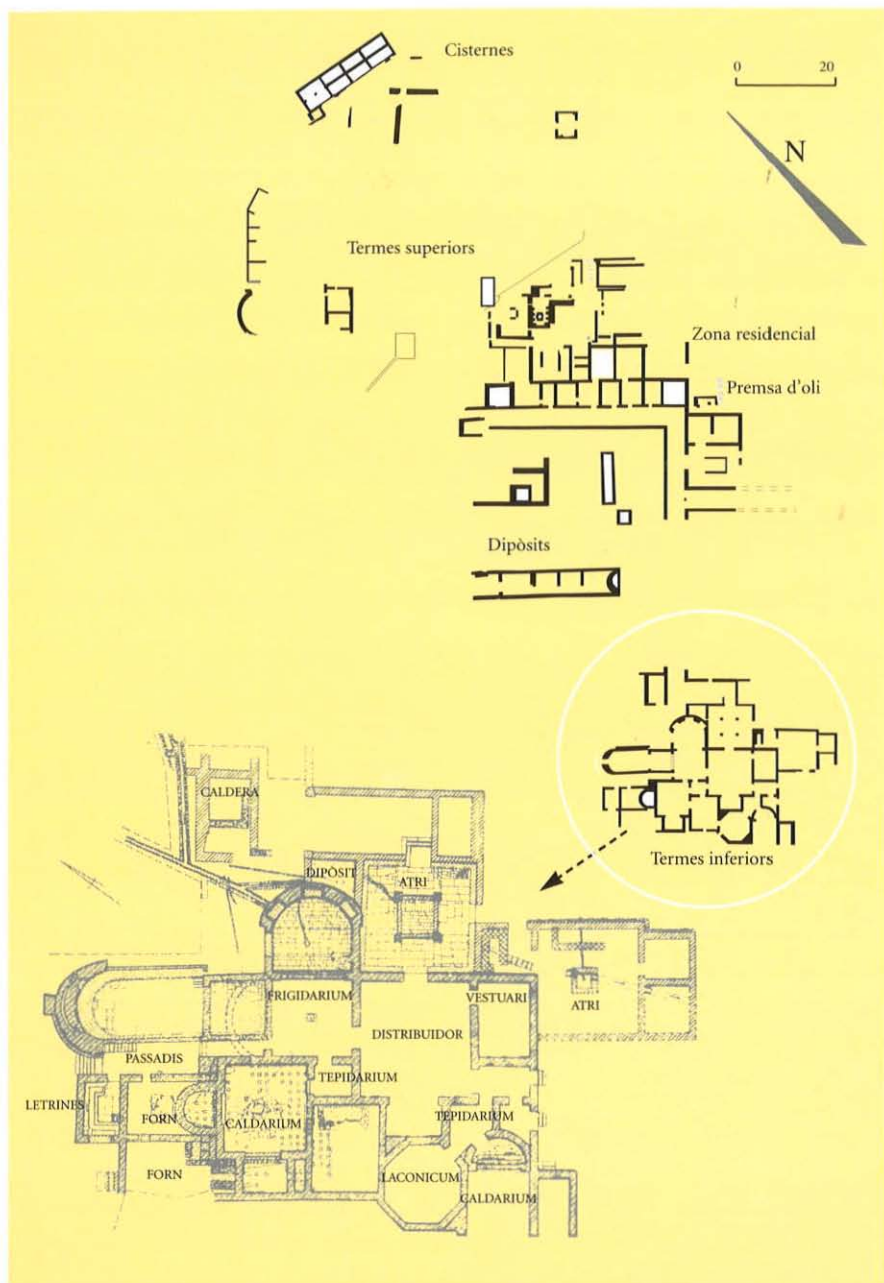 Cisternes
0 20
N
Termes superiors
Zona residencial
Premsa d'oli
Dipòsits
Termes inferiors
CALDERA
DIPÒSIT
ATRI
FRIGIDARIUM
VESTUARI
ATRI
DISTRIBUIDOR
PASSADIS
TEPIDARIUM
LETRINES
FORN
CALDARIUM
TEPIDARIUM
FORN
LACONICUM
CALDARIUM